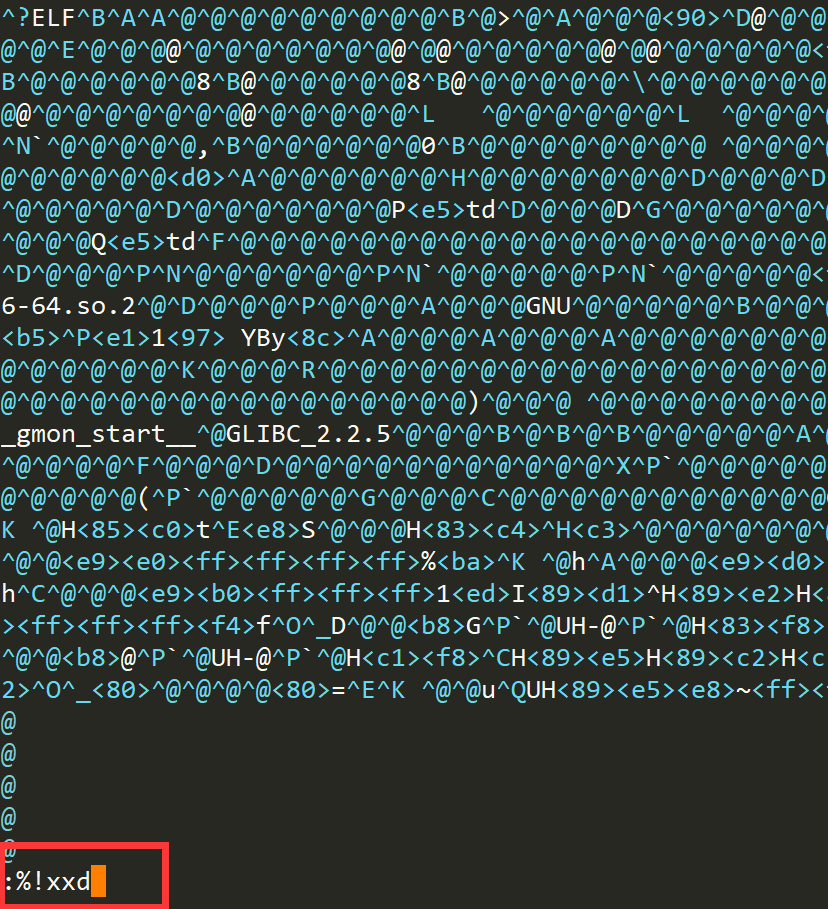 ^?ELF^B^A^A^@^@^@^@^@^@^@^@^@^B^@>^@^A^@^@^@<90>^D@^@^@
@^@^E^@^@^@@^@^@^@^@^@^@^@@^@@^@^@^@^@^@@^@@^@^@^@^@^@<
B^@^@^@^@^@^@8^B@^@^@^@^@^@8^B@^@^@^@^@^@^\^@^@^@^@^@^@
@@^@^@^@^@^@^@^@@^@^@^@^@^@^L ^@^@^@^@^@^@^L ^@^@^@^
^N`^@^@^@^@^@,^B^@^@^@^@^@^@0^B^@^@^@^@^@^@^@^@ ^@^@^@^
@^@^@^@^@^@<d0>^A^@^@^@^@^@^@^H^@^@^@^@^@^@^@^D^@^@^@^D
^@^@^@^@^@^D^@^@^@^@^@^@^@P<e5>td^D^@^@^@D^G^@^@^@^@^@^
^@^@^@Q<e5>td^F^@^@^@^@^@^@^@^@^@^@^@^@^@^@^@^@^@^@^@^@
^D^@^@^@^P^N^@^@^@^@^@^@^P^N`^@^@^@^@^@^P^N`^@^@^@^@^@<
6-64.so.2^@^D^@^@^@^P^@^@^@^A^@^@^@GNU^@^@^@^@^@^B^@^@^
<b5>^P<e1>1<97> YBy<8c>^A^@^@^@^A^@^@^@^A^@^@^@^@^@^@^@
@^@^@^@^@^@^K^@^@^@^R^@^@^@^@^@^@^@^@^@^@^@^@^@^@^@^@^@
@^@^@^@^@^@^@^@^@^@^@^@^@^@^@^@)^@^@^@ ^@^@^@^@^@^@^@^@
_gmon_start__^@GLIBC_2.2.5^@^@^@^B^@^B^@^B^@^@^@^@^@^A^
^@^@^@^@^F^@^@^@^D^@^@^@^@^@^@^@^@^@^@^@^X^P`^@^@^@^@^@
@^@^@^@^@(^P`^@^@^@^@^@^G^@^@^@^C^@^@^@^@^@^@^@^@^@^@^@
K ^@H<85><c0>t^E<e8>S^@^@^@H<83><c4>^H<c3>^@^@^@^@^@^@^
^@^@<e9><e0><ff><ff><ff><ff>%<ba>^K ^@h^A^@^@^@<e9><d0>
h^C^@^@^@<e9><b0><ff><ff><ff>1<ed>I<89><d1>^H<89><e2>H<
><ff><ff><ff><f4>f^O^_D^@^@<b8>G^P`^@UH-@^P`^@H<83><f8>
^@^@<b8>@^P`^@UH-@^P`^@H<c1><f8>^CH<89><e5>H<89><c2>H<c
2>^O^_<80>^@^@^@^@<80>=^E^K ^@^@u^QUH<89><e5><e8>~<ff><
@
@
@
@
@
:%!xxd